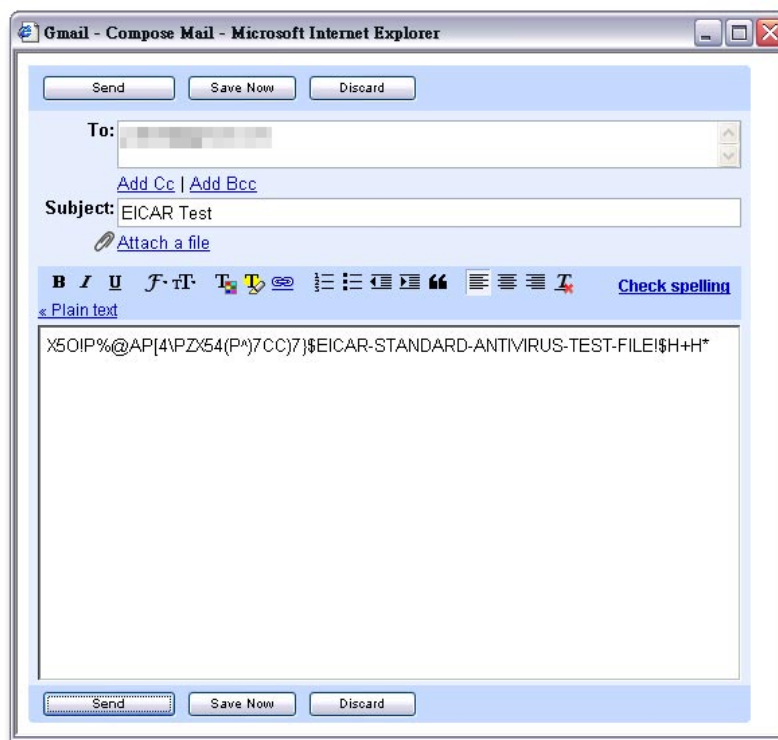 Gmail - Compose Mail - Microsoft Internet Explorer
Send Save Now Discard
To:
Add Cc | Add Bcc
Subject: EICAR Test
Attach a file
B I U F TT T T Check spelling
« Plain text
X5O!P%@AP[4\PZX54(P^)7CC)7}$EICAR-STANDARD-ANTIVIRUS-TEST-FILE!$H+H*
Send Save Now Discard